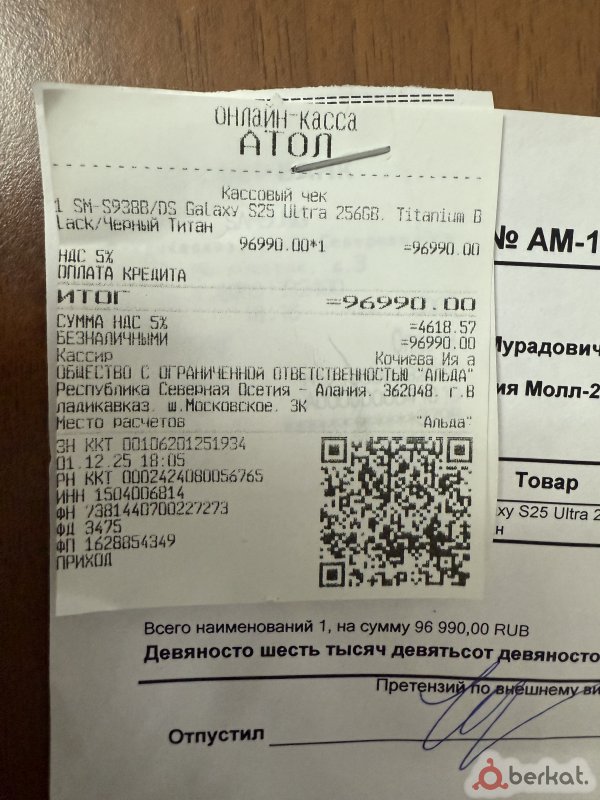 ОНЛАЙН-КАССА
АТОЛ
Кассовый чек
1 SM-S938B/DS Galaxy S25 Ultra 256GB. Titanium B
lack/Черный Титан
96990.00*1 =96990.00
НДС 5%
ОПЛАТА КРЕДИТА
ИТОГ =96990.00
СУММА НДС 5% =4618.57
БЕЗНАЛИЧНЫМИ =96990.00
Кассир Кочиева Ия а
ОБЩЕСТВО С ОГРАНИЧЕННОЙ ОТВЕТСТВЕННОСТЬЮ "АЛЬДА"
Республика Северная Осетия - Алания. 362048. г.В
ладикавказ. ш.Московское. 3К
Место расчетов "Альда"
ЗН ККТ 00106201251934
01.12.25 18:05
РН ККТ 0002424080056765
ИНН 1504006814
ФН 7381440700227273
ФД 3475
ФП 1628854349
ПРИХОД
№ АМ-1
Мурадович
ия Молл-2
Товар
xy S25 Ultra 2
н
Всего наименований 1, на сумму 96 990,00 RUB
Девяносто шесть тысяч девятьсот девяносто
Претензий по внешнему ви
Отпустил
berkat.